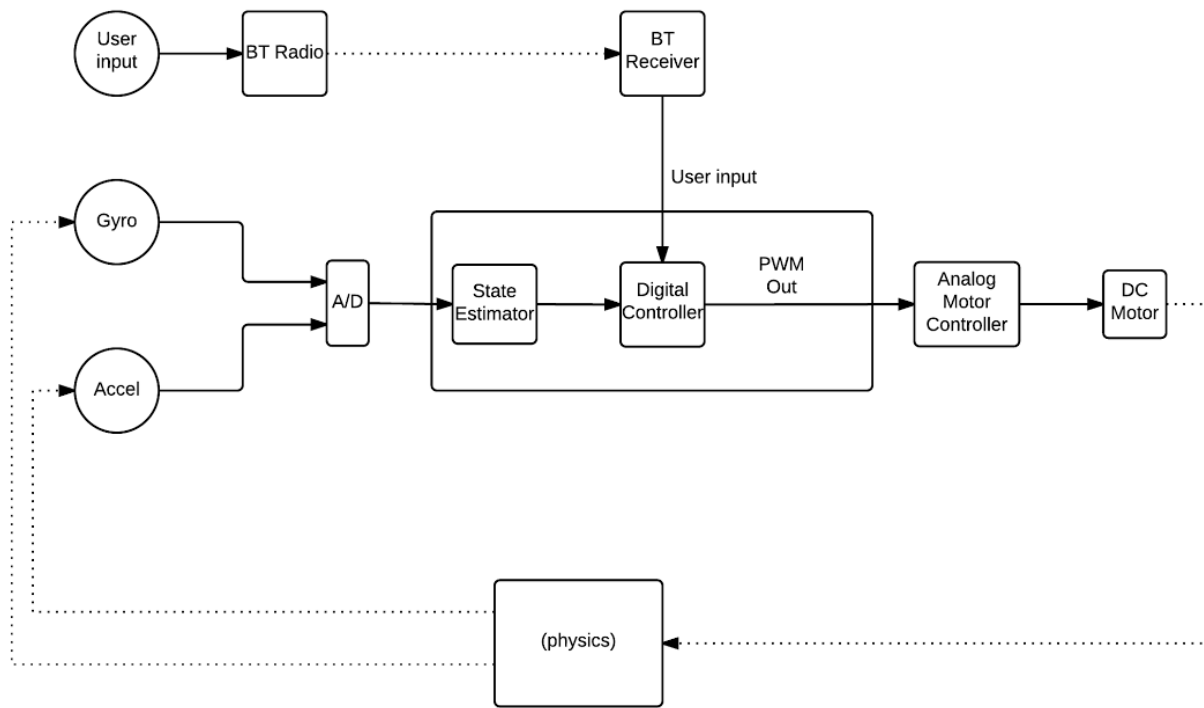 User
input
BT Radio
BT
Receiver
User input
Gyro
A/D
State
Estimator
Digital
Controller
PWM
Out
Analog
Motor
Controller
DC
Motor
Accel
(physics)